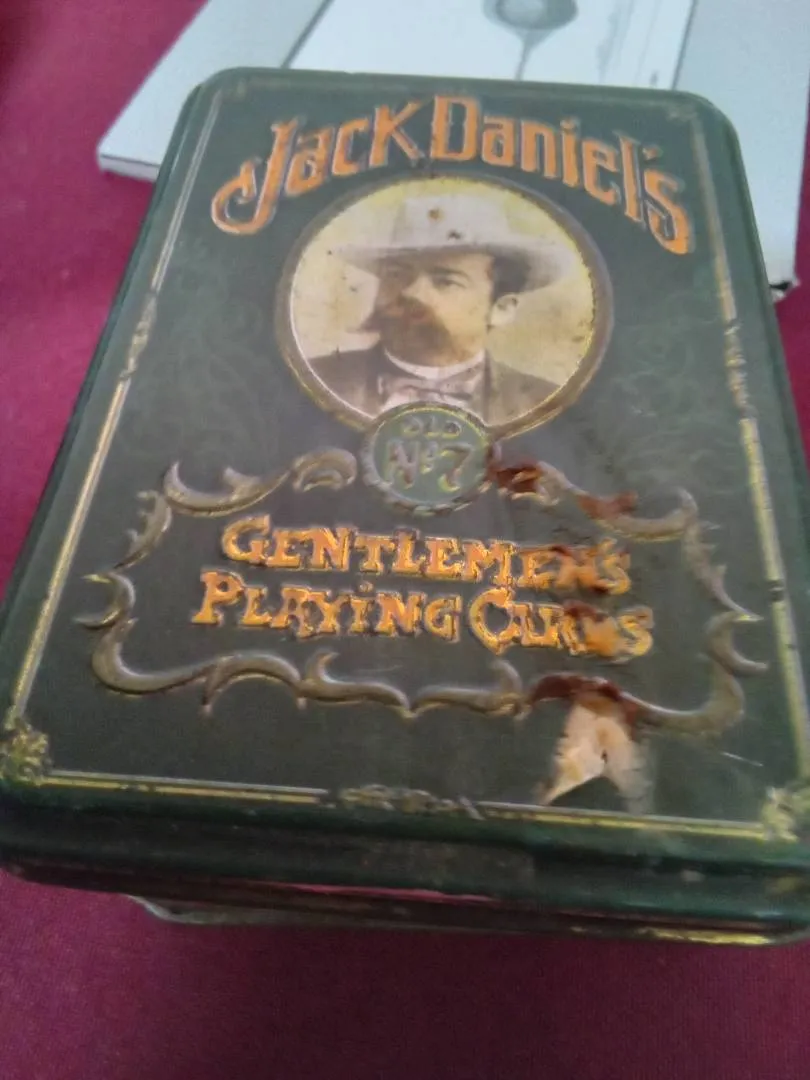 Jack Daniel's
OLD
No 7
GENTLEMEN'S
PLAYING CARDS